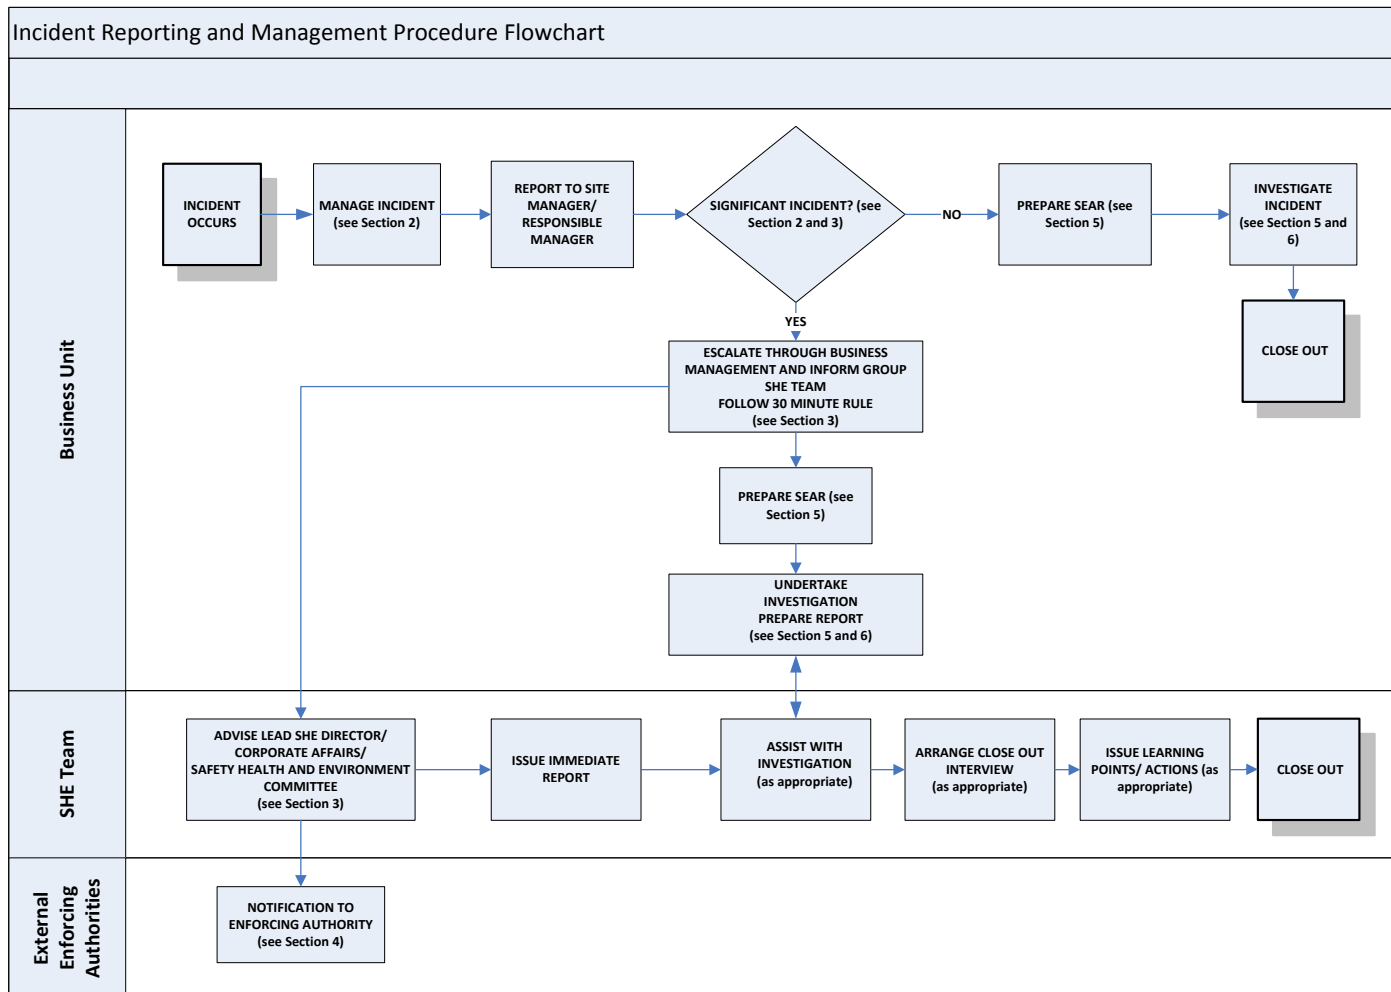 Incident Reporting and Management Procedure Flowchart
Business Unit
INCIDENT
OCCURS
MANAGE INCIDENT
(see Section 2)
REPORT TO SITE
MANAGER/
RESPONSIBLE
MANAGER
SIGNIFICANT INCIDENT? (see
Section 2 and 3)
NO
PREPARE SEAR (see
Section 5)
INVESTIGATE
INCIDENT
(see Section 5 and
6)
CLOSE OUT
YES
ESCALATE THROUGH BUSINESS
MANAGEMENT AND INFORM GROUP
SHE TEAM
FOLLOW 30 MINUTE RULE
(see Section 3)
PREPARE SEAR (see
Section 5)
UNDERTAKE
INVESTIGATION
PREPARE REPORT
(see Section 5 and 6)
SHE Team
ADVISE LEAD SHE DIRECTOR/
CORPORATE AFFAIRS/
SAFETY HEALTH AND ENVIRONMENT
COMMITTEE
(see Section 3)
ISSUE IMMEDIATE
REPORT
ASSIST WITH
INVESTIGATION
(as appropriate)
ARRANGE CLOSE OUT
INTERVIEW
(as appropriate)
ISSUE LEARNING
POINTS/ ACTIONS (as
appropriate)
CLOSE OUT
External
Enforcing
Authorities
NOTIFICATION TO
ENFORCING AUTHORITY
(see Section 4)